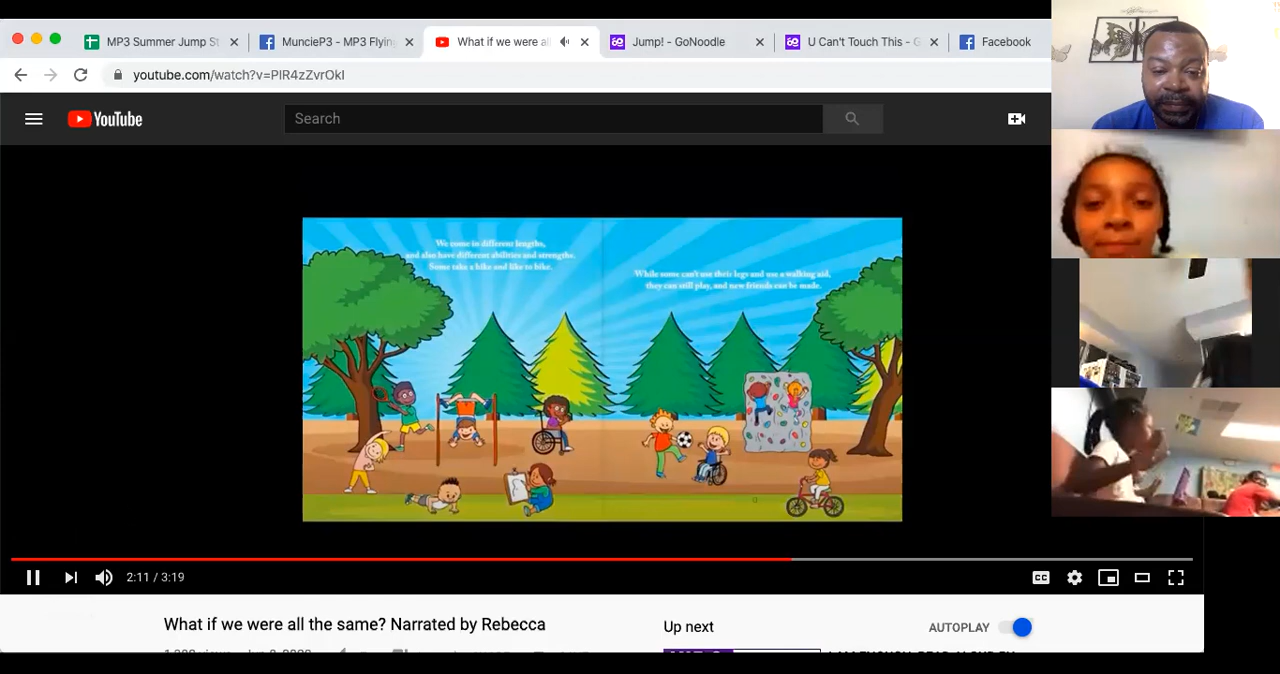 MP3 Summer Jump St
MuncieP3 - MP3 Flyin
What if we were al
Jump! - GoNoodle
U Can't Touch This - G
Facebook
youtube.com/watch?v=PlR4zZvrOkI
YouTube
Search
We come in different lengths,
and also have different abilities and strengths.
Some take a hike and like to bike.
While some can't use their legs and use a walking aid,
they can still play, and new friends can be made.
2:11 / 3:19
CC
What if we were all the same? Narrated by Rebecca
Up next
AUTOPLAY